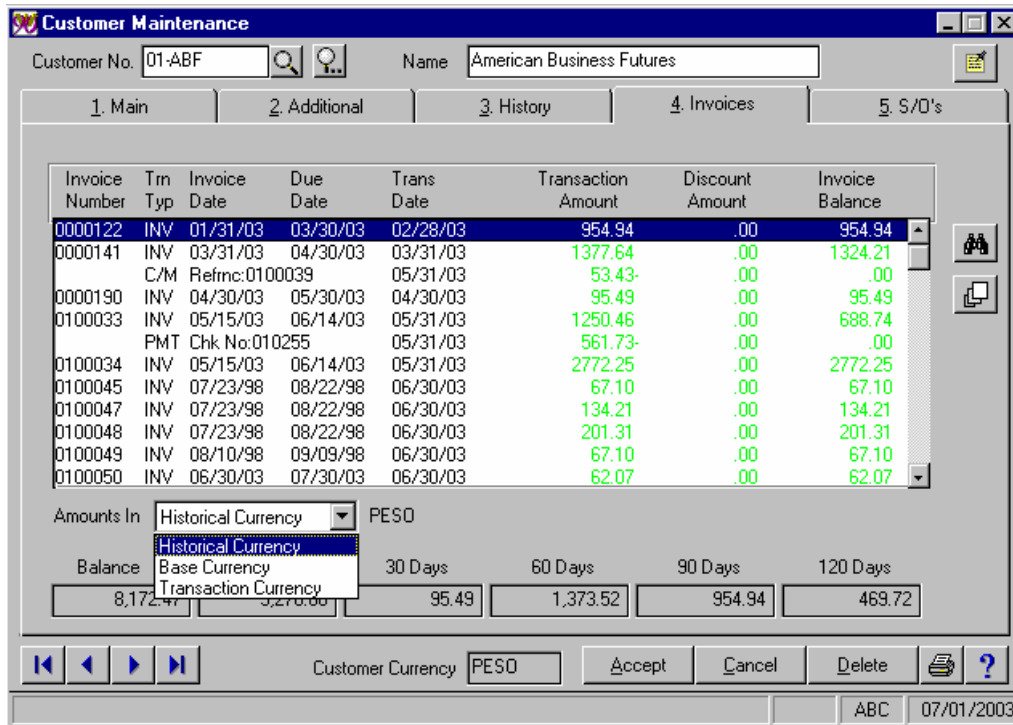 Customer Maintenance
Customer No. 01-ABF Name American Business Futures
1. Main 2. Additional 3. History 4. Invoices 5. S/O's
Invoice Trn Invoice Due Trans Transaction Discount Invoice
Number Typ Date Date Date Amount Amount Balance
0000122 INV 01/31/03 03/30/03 02/28/03 954.94 .00 954.94
0000141 INV 03/31/03 04/30/03 03/31/03 1377.64 .00 1324.21
C/M Refrnc:0100039 05/31/03 53.43- .00 .00
0000190 INV 04/30/03 05/30/03 04/30/03 95.49 .00 95.49
0100033 INV 05/15/03 06/14/03 05/31/03 1250.46 .00 688.74
PMT Chk No:010255 05/31/03 561.73- .00 .00
0100034 INV 05/15/03 06/14/03 05/31/03 2772.25 .00 2772.25
0100045 INV 07/23/98 08/22/98 06/30/03 67.10 .00 67.10
0100047 INV 07/23/98 08/22/98 06/30/03 134.21 .00 134.21
0100048 INV 07/23/98 08/22/98 06/30/03 201.31 .00 201.31
0100049 INV 08/10/98 09/09/98 06/30/03 67.10 .00 67.10
0100050 INV 06/30/03 07/30/03 06/30/03 62.07 .00 62.07
Amounts In Historical Currency PESO
Historical Currency
Base Currency
Transaction Currency
Balance 30 Days 60 Days 90 Days 120 Days
8,172.47 95.49 1,373.52 954.94 469.72
Customer Currency PESO Accept Cancel Delete ?
ABC 07/01/2003